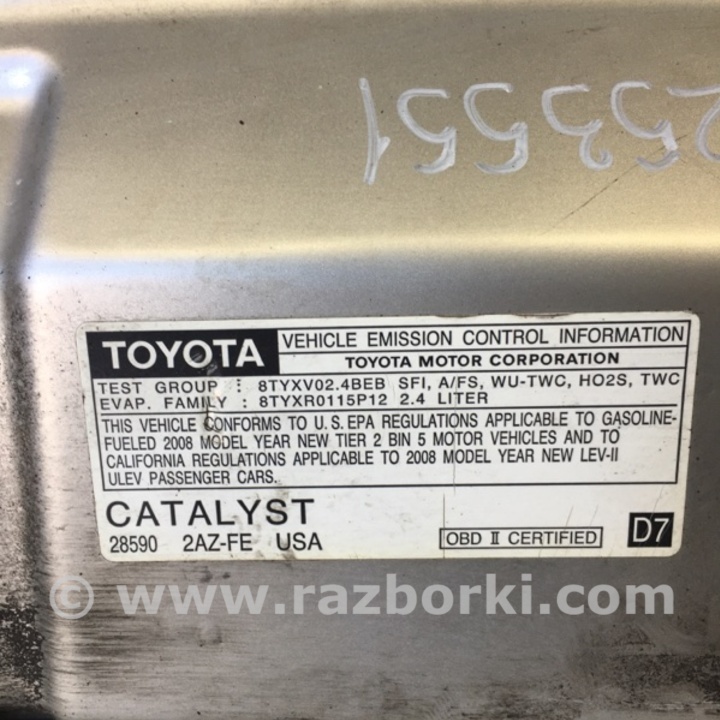 253551
TOYOTA VEHICLE EMISSION CONTROL INFORMATION
TOYOTA MOTOR CORPORATION
TEST GROUP : 8TYXV02.4BEB SFI, A/FS, WU-TWC, HO2S, TWC
EVAP. FAMILY : 8TYXR0115P12 2.4 LITER
THIS VEHICLE CONFORMS TO U.S.EPA REGULATIONS APPLICABLE TO GASOLINE-
FUELED 2008 MODEL YEAR NEW TIER 2 BIN 5 MOTOR VEHICLES AND TO
CALIFORNIA REGULATIONS APPLICABLE TO 2008 MODEL YEAR NEW LEV-II
ULEV PASSENGER CARS.
CATALYST
28590 2AZ-FE USA OBD II CERTIFIED D7
© www.razborki.com